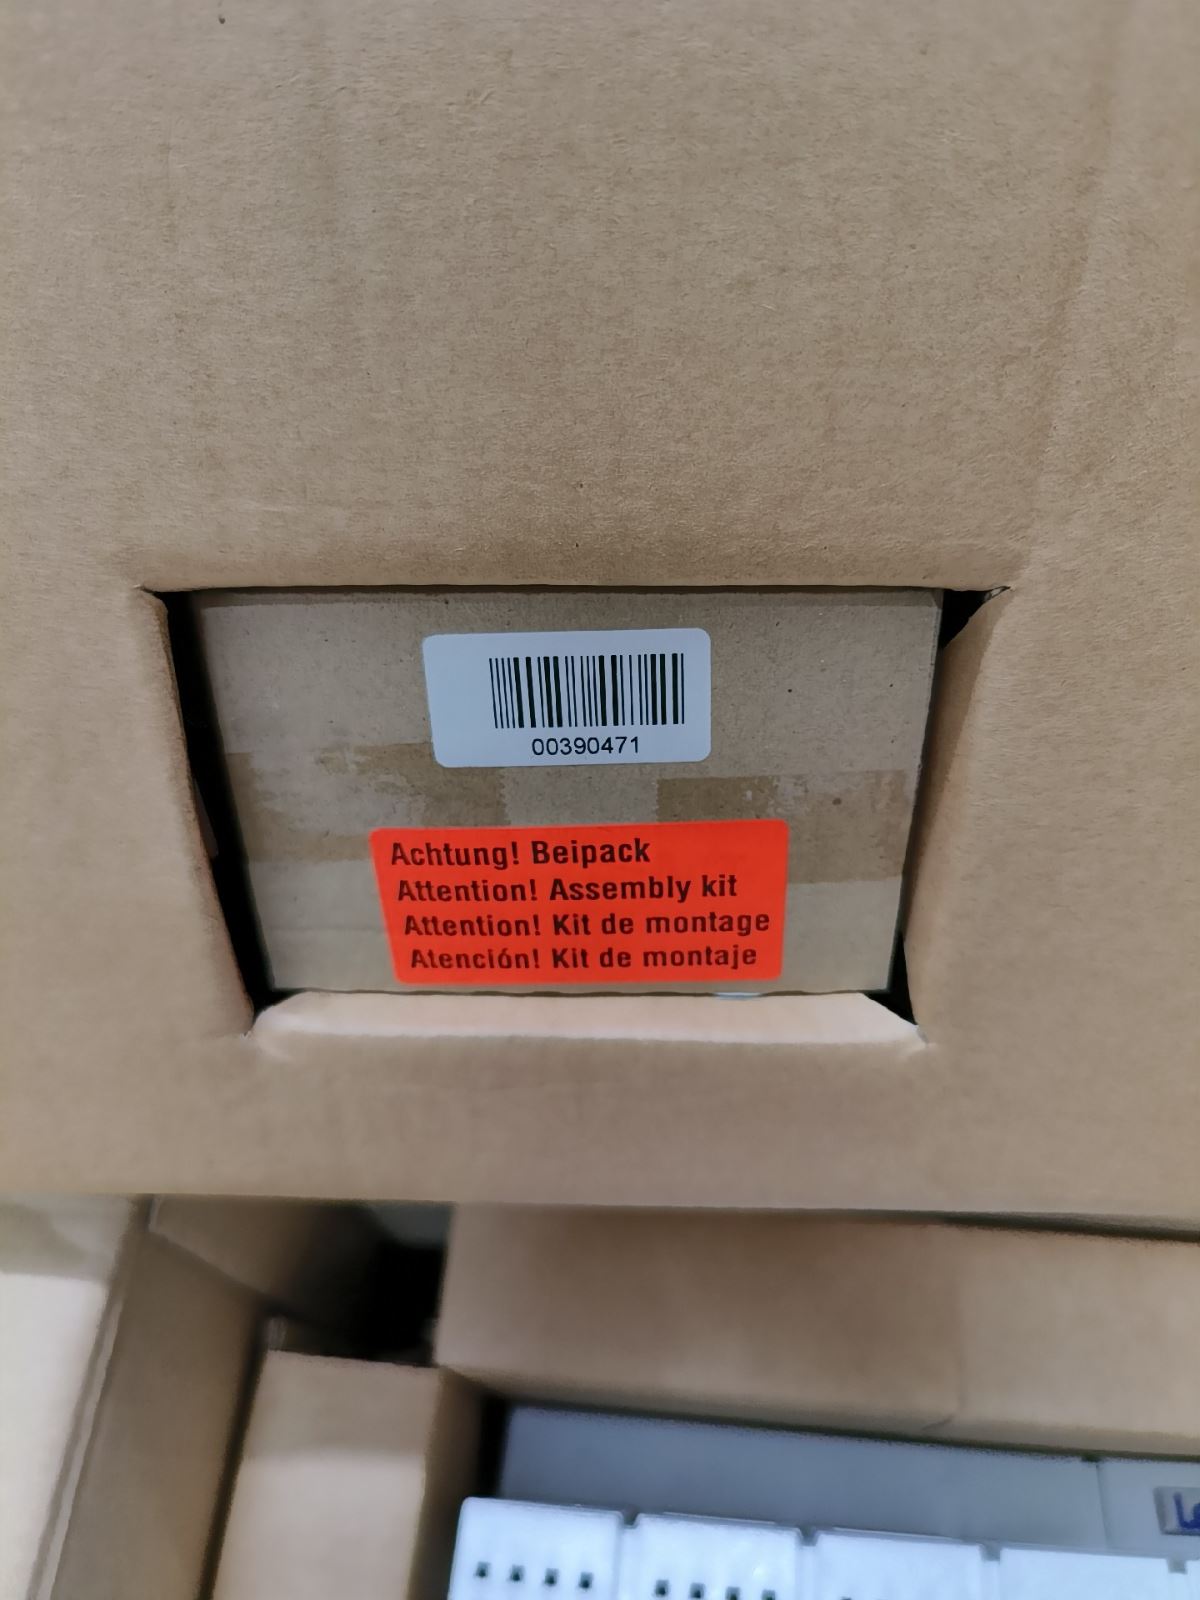 00390471
Achtung! Beipack
Attention! Assembly kit
Attention! Kit de montage
Atención! Kit de montaje